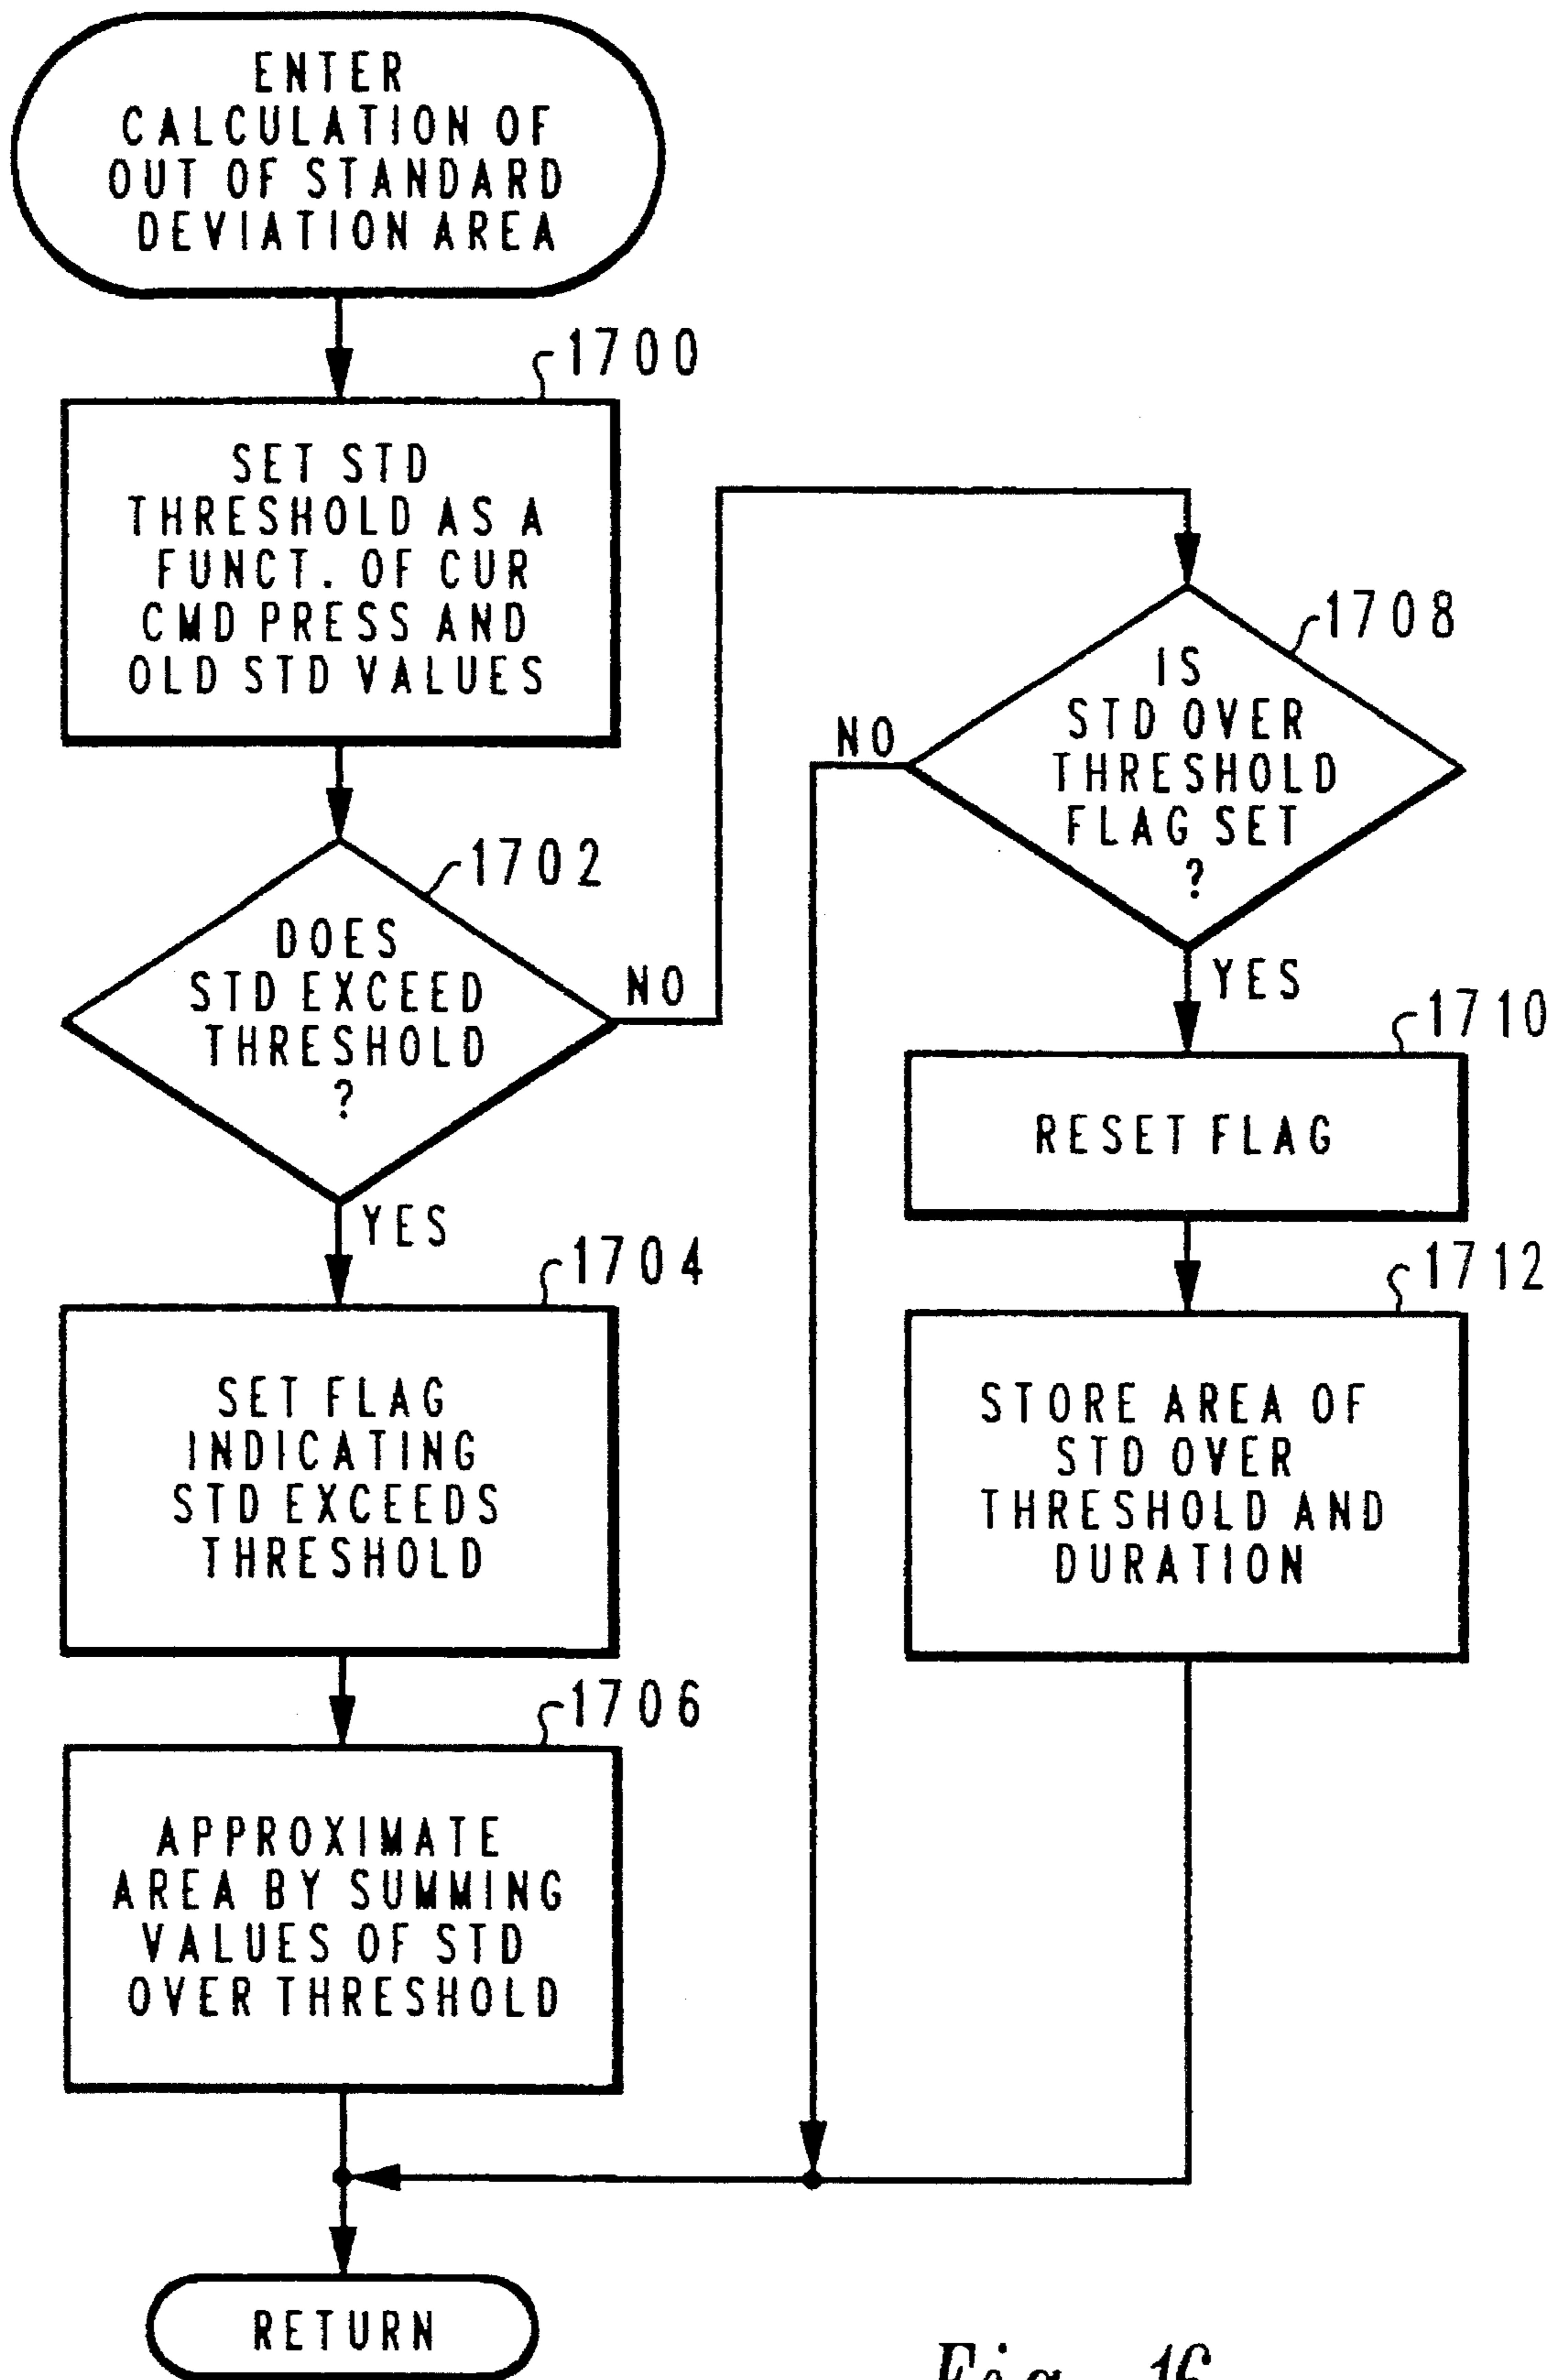 ENTER
CALCULATION OF
OUT OF STANDARD
DEVIATION AREA
1700
SET STD
THRESHOLD AS A
FUNCT. OF CUR
CMD PRESS AND
OLD STD VALUES
1702
DOES
STD EXCEED
THRESHOLD
?
NO
YES
1704
SET FLAG
INDICATING
STD EXCEEDS
THRESHOLD
1706
APPROXIMATE
AREA BY SUMMING
VALUES OF STD
OVER THRESHOLD
1708
IS
STD OVER
THRESHOLD
FLAG SET
?
NO
YES
1710
RESET FLAG
1712
STORE AREA OF
STD OVER
THRESHOLD AND
DURATION
RETURN
Fig. 16